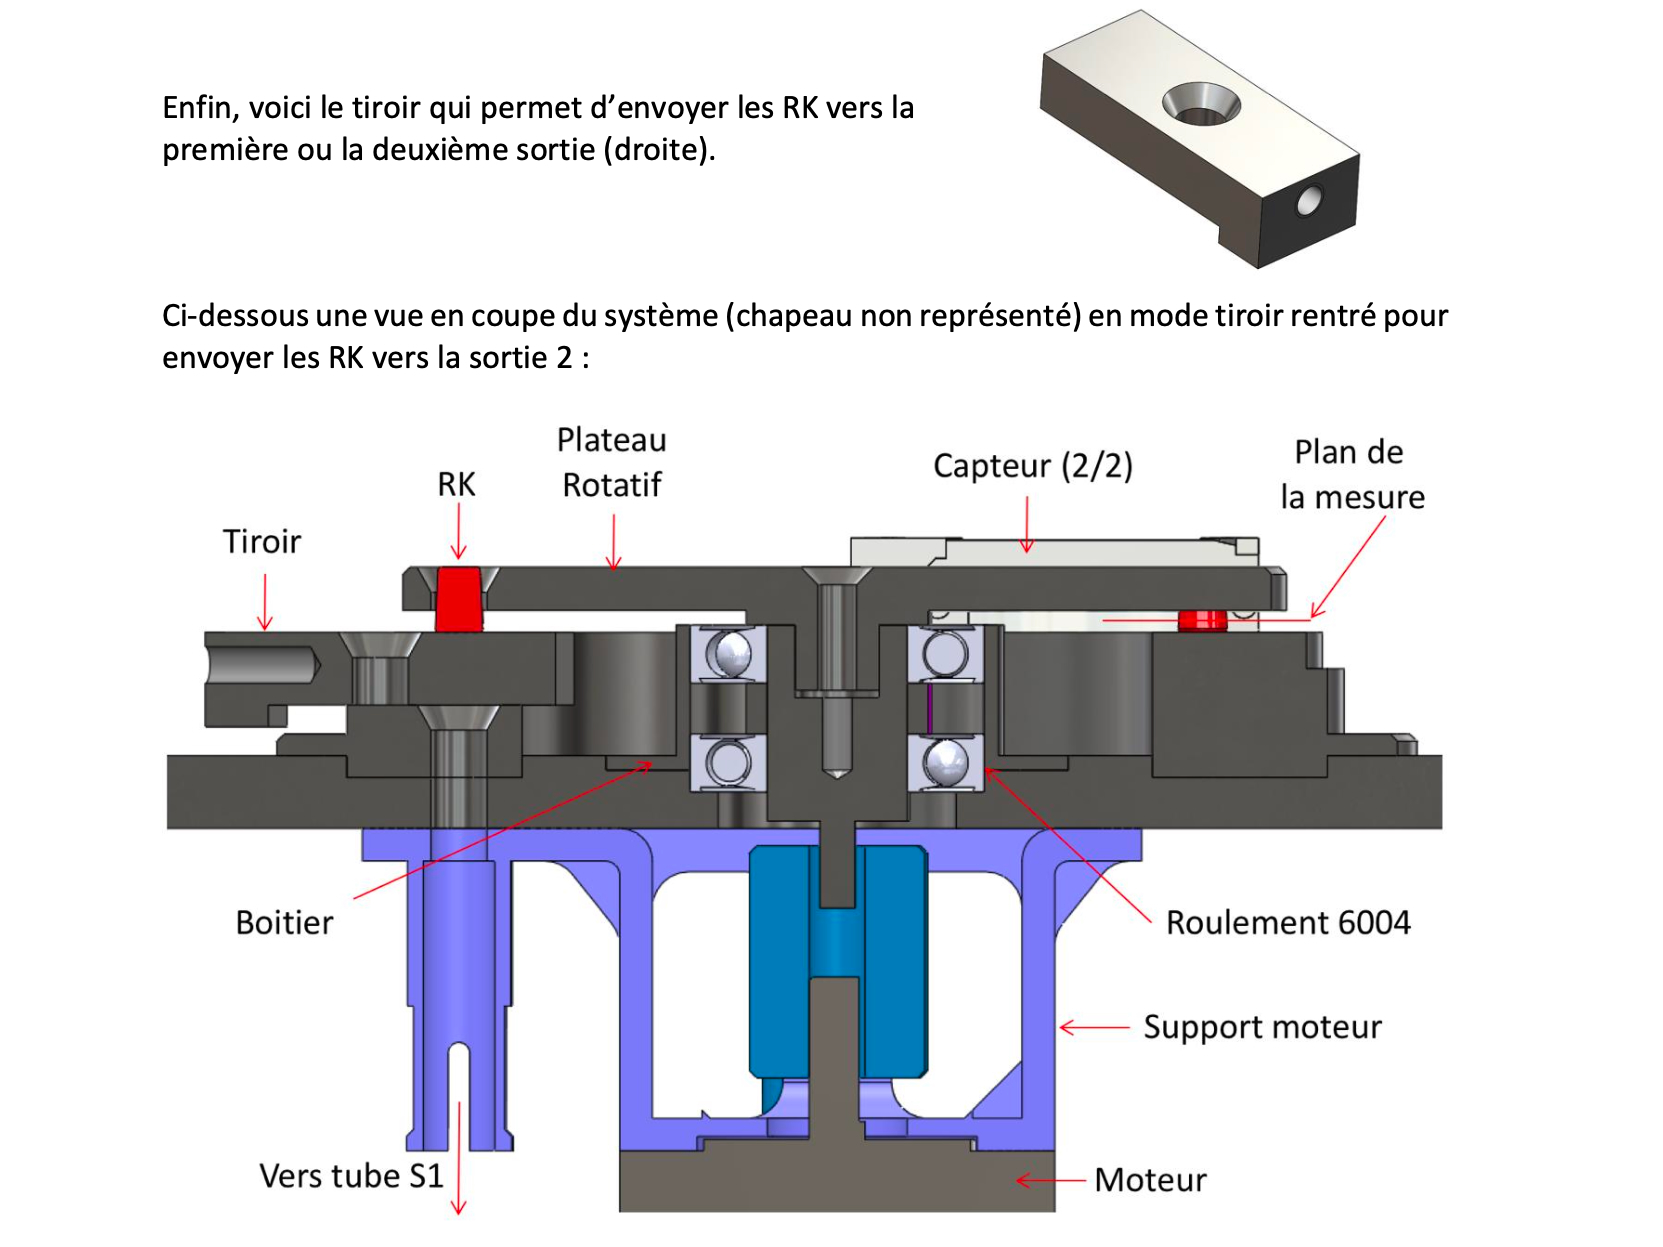 Enfin, voici le tiroir qui permet d’envoyer les RK vers la
première ou la deuxième sortie (droite).
Ci-dessous une vue en coupe du système (chapeau non représenté) en mode tiroir rentré pour
envoyer les RK vers la sortie 2 :
Plateau
Rotatif
RK
Tiroir
Capteur (2/2)
Plan de
la mesure
Boitier
Roulement 6004
Support moteur
Vers tube S1
Moteur